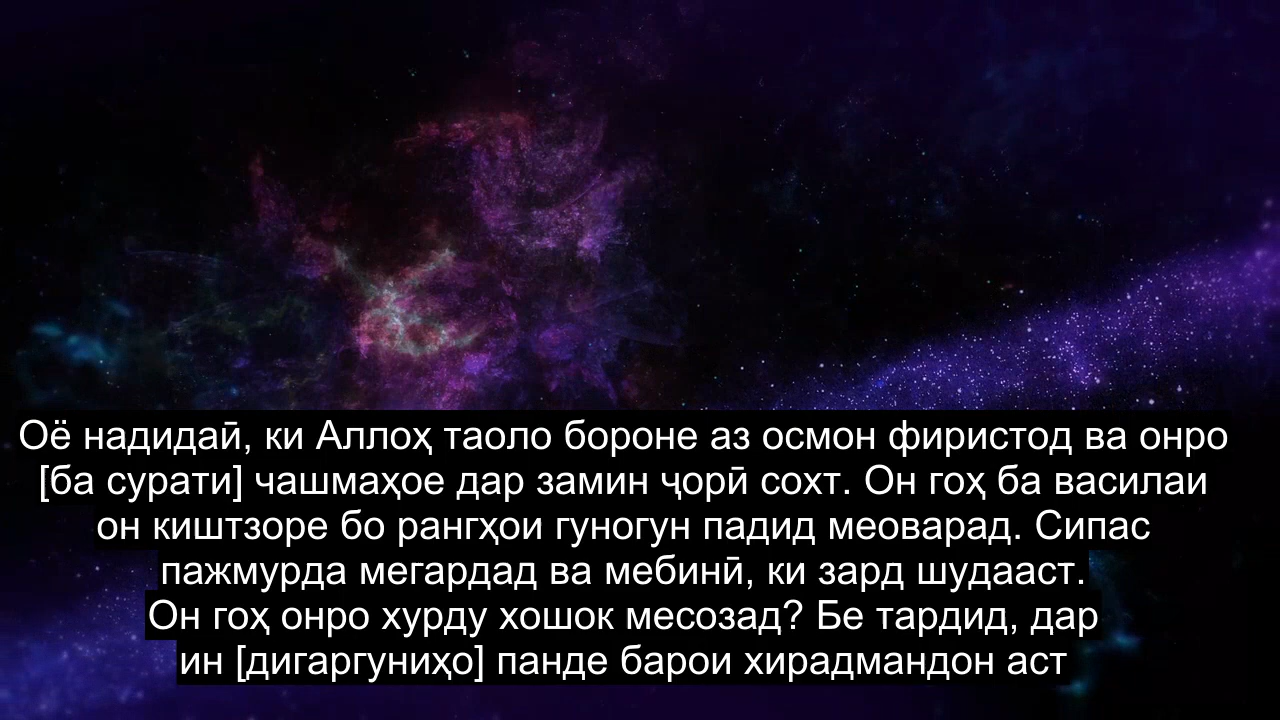 Оё надидай, ки Аллоҳ таоло бороне аз осмон фиристод ва онро
[ба сурати] чашмаҳое дар замин ҷорӣ сохт. Он гоҳ ба василаи
он киштзоре бо рангҳои гуногун падид меоварад. Сипас
пажмурда мегардад ва мебинӣ, ки зард шудааст.
Он гоҳ онро хурду хошок месозад? Бе тардид, дар
ин [дигаргуниҳо] панде барои хирадмандон аст